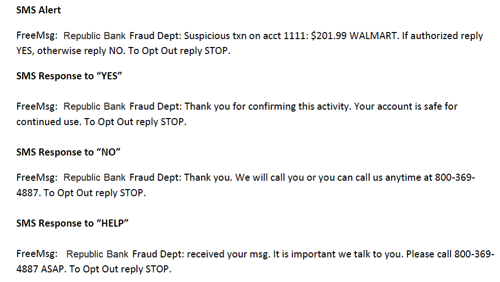 SMS Alert
FreeMsg: Republic Bank Fraud Dept: Suspicious txn on acct 1111: $201.99 WALMART. If authorized reply
YES, otherwise reply NO. To Opt Out reply STOP.
SMS Response to “YES”
FreeMsg: Republic Bank Fraud Dept: Thank you for confirming this activity. Your account is safe for
continued use. To Opt Out reply STOP.
SMS Response to “NO”
FreeMsg: Republic Bank Fraud Dept: Thank you. We will call you or you can call us anytime at 800-369-
4887. To Opt Out reply STOP.
SMS Response to “HELP”
FreeMsg: Republic Bank Fraud Dept: received your msg. It is important we talk to you. Please call 800-369-
4887 ASAP. To Opt Out reply STOP.